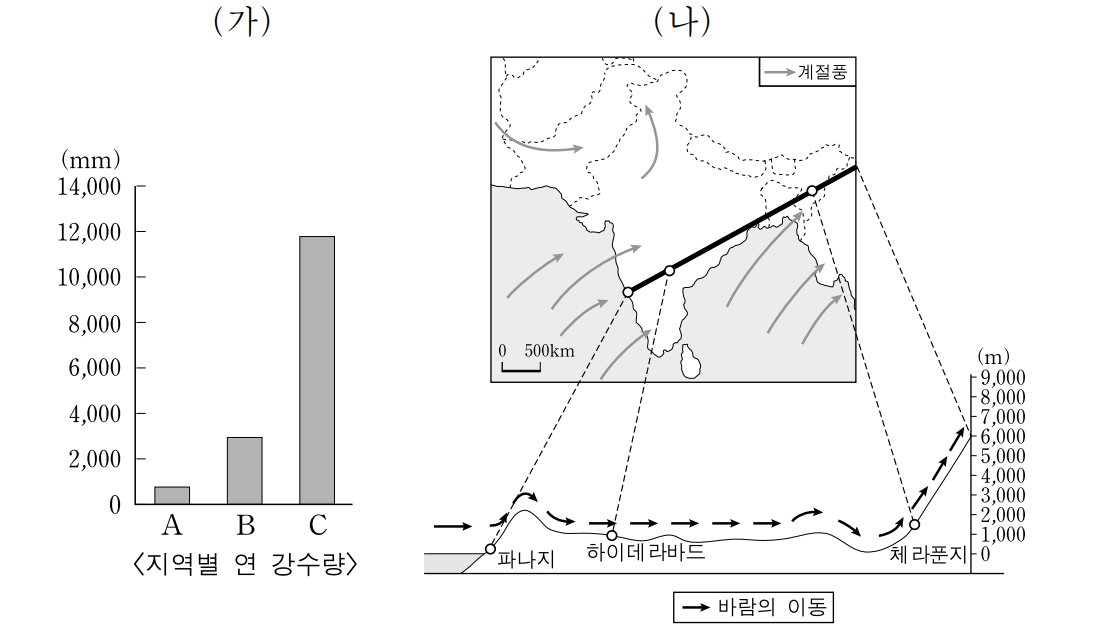 (가)
(mm)
14,000
12,000
10,000
8,000
6,000
4,000
2,000
0
A B C
〈지역별 연 강수량〉
(나)
계절풍
0 500km
(m)
9,000
8,000
7,000
6,000
5,000
4,000
3,000
2,000
1,000
0
파나지
하이데라바드
체라푼지
바람의 이동